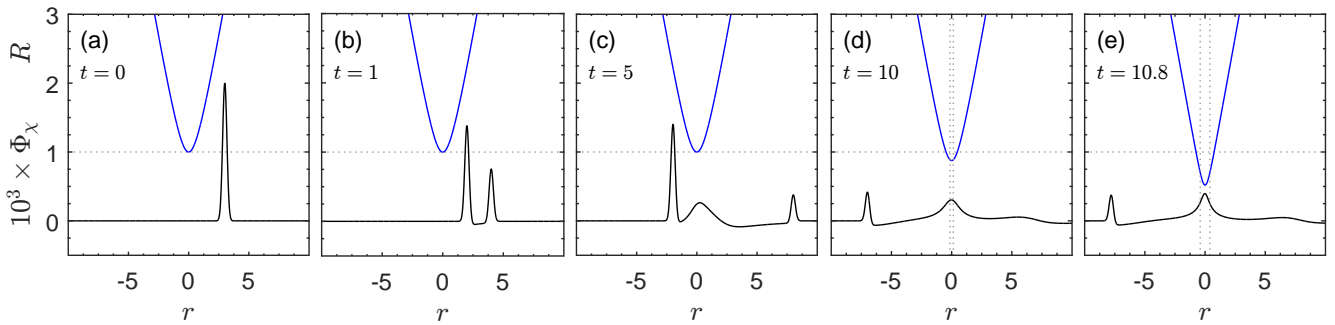 (a) (b) (c) (d) (e)
t = 0 t = 1 t = 5 t = 10 t = 10.8
3
2
1
0
R
10³ × Φ_χ
-5 0 5 -5 0 5 -5 0 5 -5 0 5 -5 0 5
r r r r r